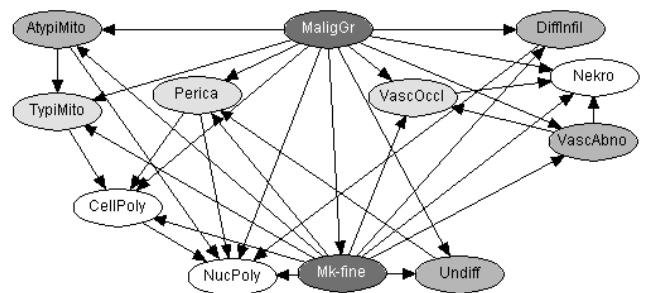 AtypiMito
MaligGr
DiffInfil
Nekro
Perica
VascOccl
TypiMito
VascAbno
CellPoly
NucPoly
Mk-fine
Undiff